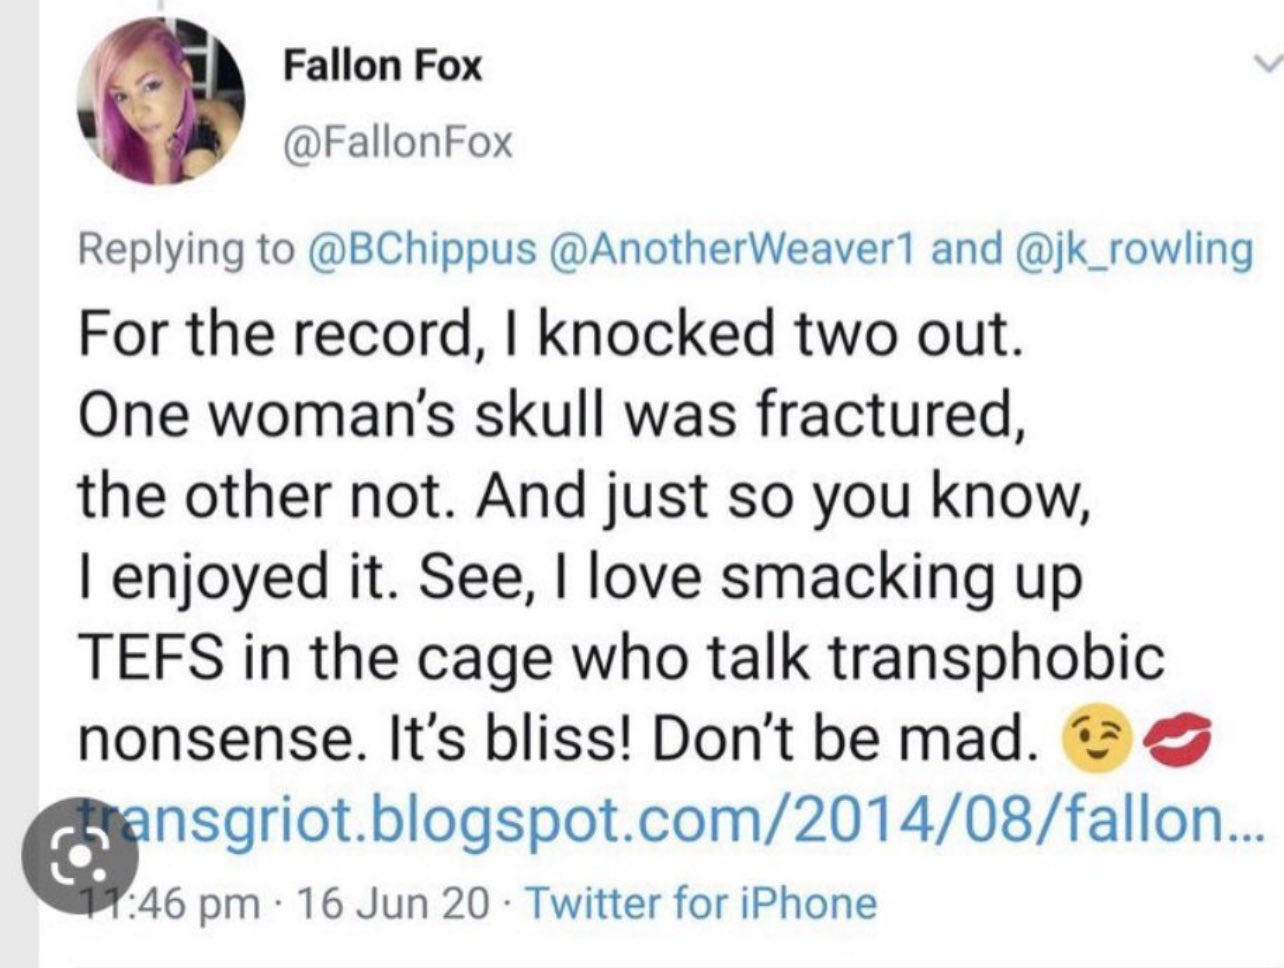 Fallon Fox
@FallonFox
Replying to @BChippus @AnotherWeaver1 and @jk_rowling
For the record, I knocked two out.
One woman's skull was fractured,
the other not. And just so you know,
I enjoyed it. See, I love smacking up
TEFS in the cage who talk transphobic
nonsense. It's bliss! Don't be mad. 😉💋
transgriot.blogspot.com/2014/08/fallon...
11:46 pm · 16 Jun 20 · Twitter for iPhone